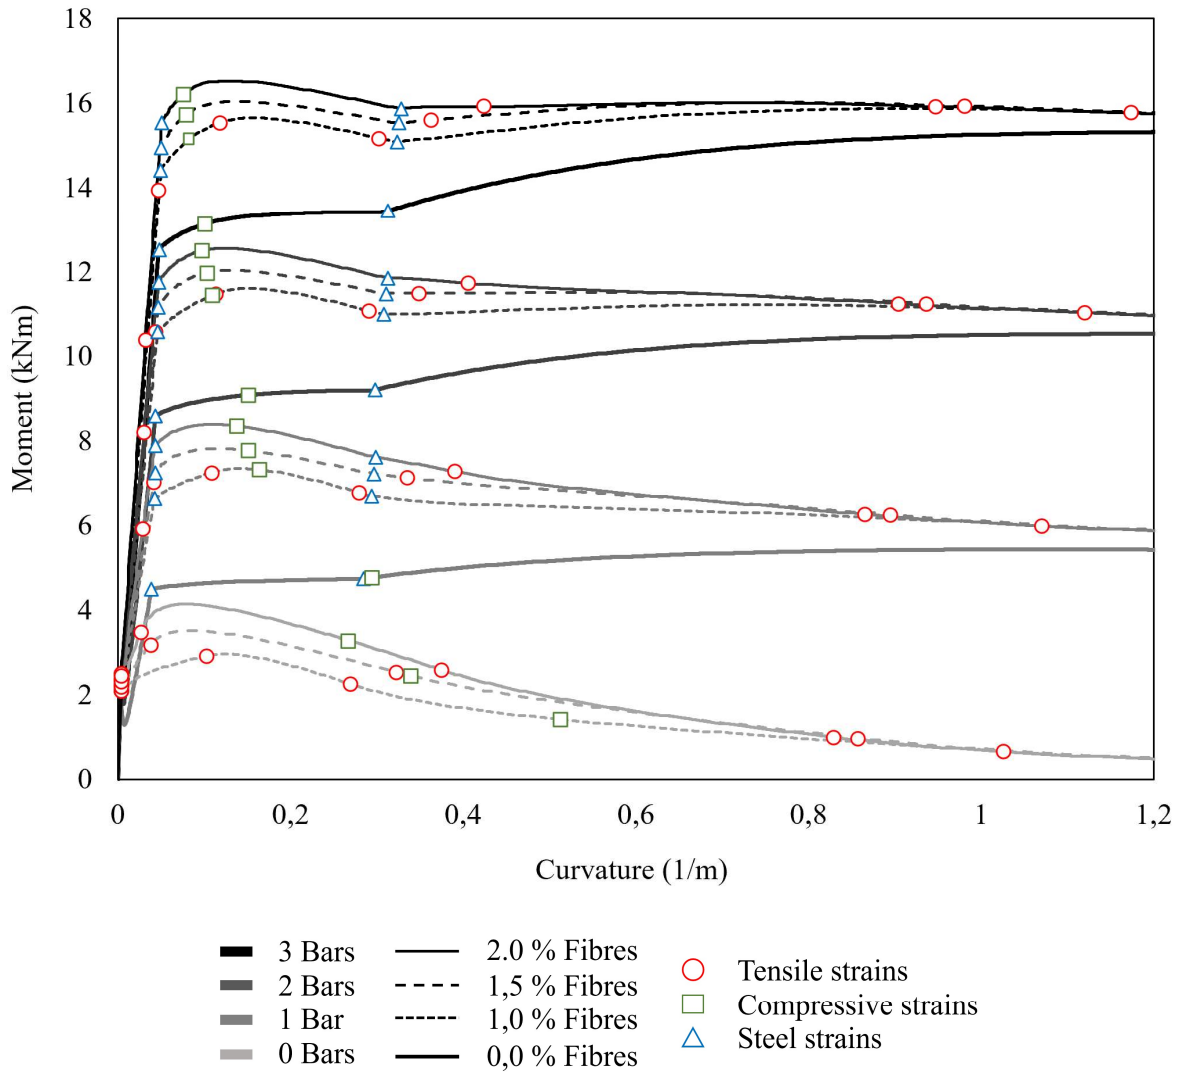 18
16
14
12
10
8
6
4
2
0
Moment (kNm)
0 0,2 0,4 0,6 0,8 1 1,2
Curvature (1/m)
3 Bars
2 Bars
1 Bar
0 Bars
2.0 % Fibres
1,5 % Fibres
1,0 % Fibres
0,0 % Fibres
Tensile strains
Compressive strains
Steel strains